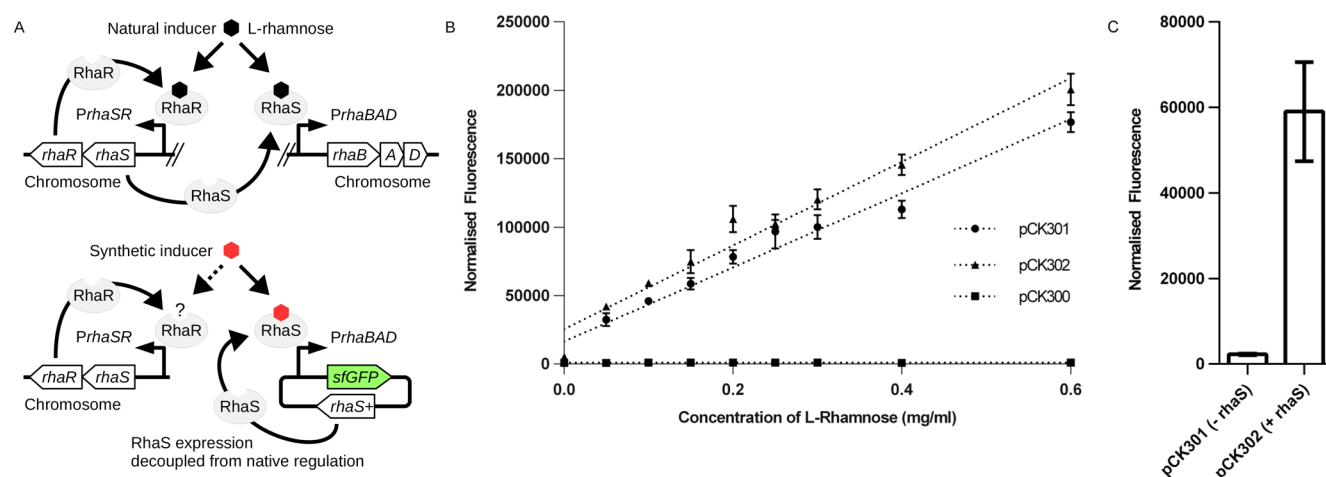 A
Natural inducer
L-rhamnose
RhaR
RhaR
RhaS
PrhaSR
PrhaBAD
rhaR
rhaS
rhaB
A
D
Chromosome
Chromosome
RhaS
Synthetic inducer
RhaR
?
RhaR
RhaS
PrhaSR
PrhaBAD
rhaR
rhaS
sfGFP
Chromosome
RhaS
rhaS+
RhaS expression
decoupled from native regulation
B
Normalised Fluorescence
250000
200000
150000
100000
50000
0
0.0
0.2
0.4
0.6
Concentration of L-Rhamnose (mg/ml)
pCK301
pCK302
pCK300
C
Normalised Fluorescence
80000
60000
40000
20000
0
pCK301 (- rhaS)
pCK302 (+ rhaS)